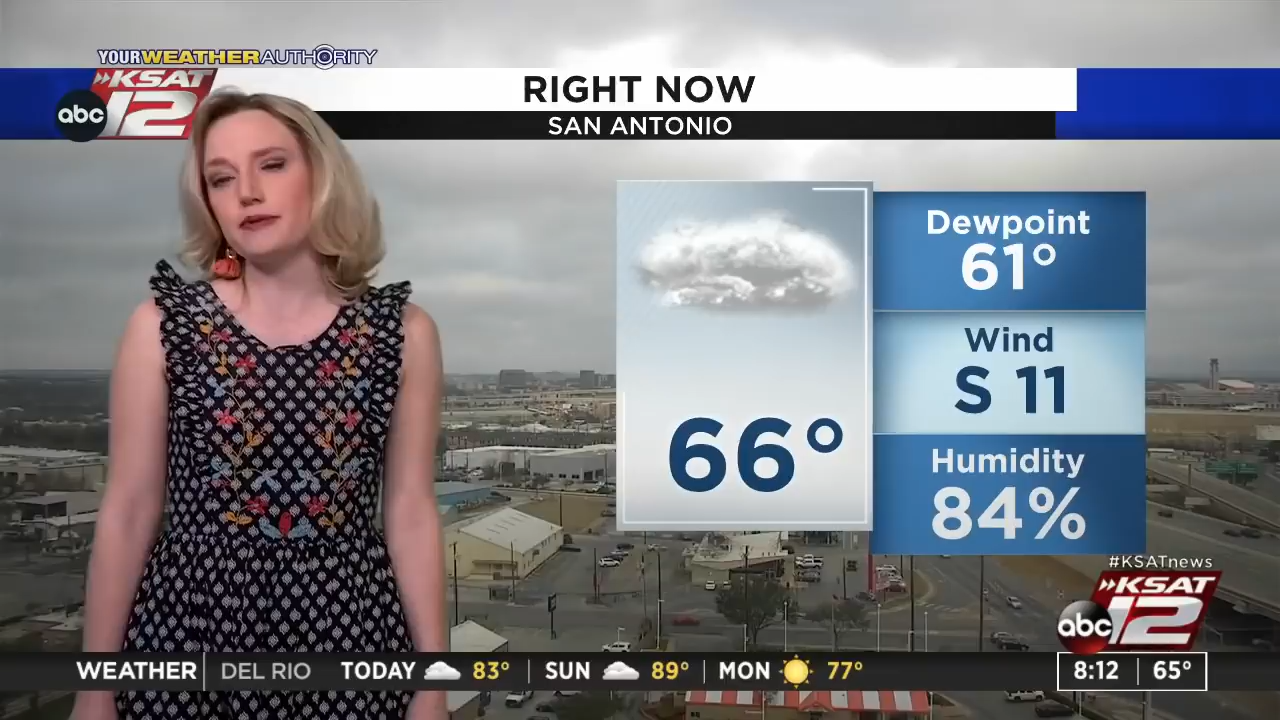 YOUR WEATHER AUTHORITY
KSAT
abc 12
RIGHT NOW
SAN ANTONIO
Dewpoint
61°
Wind
S 11
66°
Humidity
84%
#KSATnews
KSAT
abc 12
WEATHER DEL RIO TODAY 83° SUN 89° MON 77° 8:12 65°